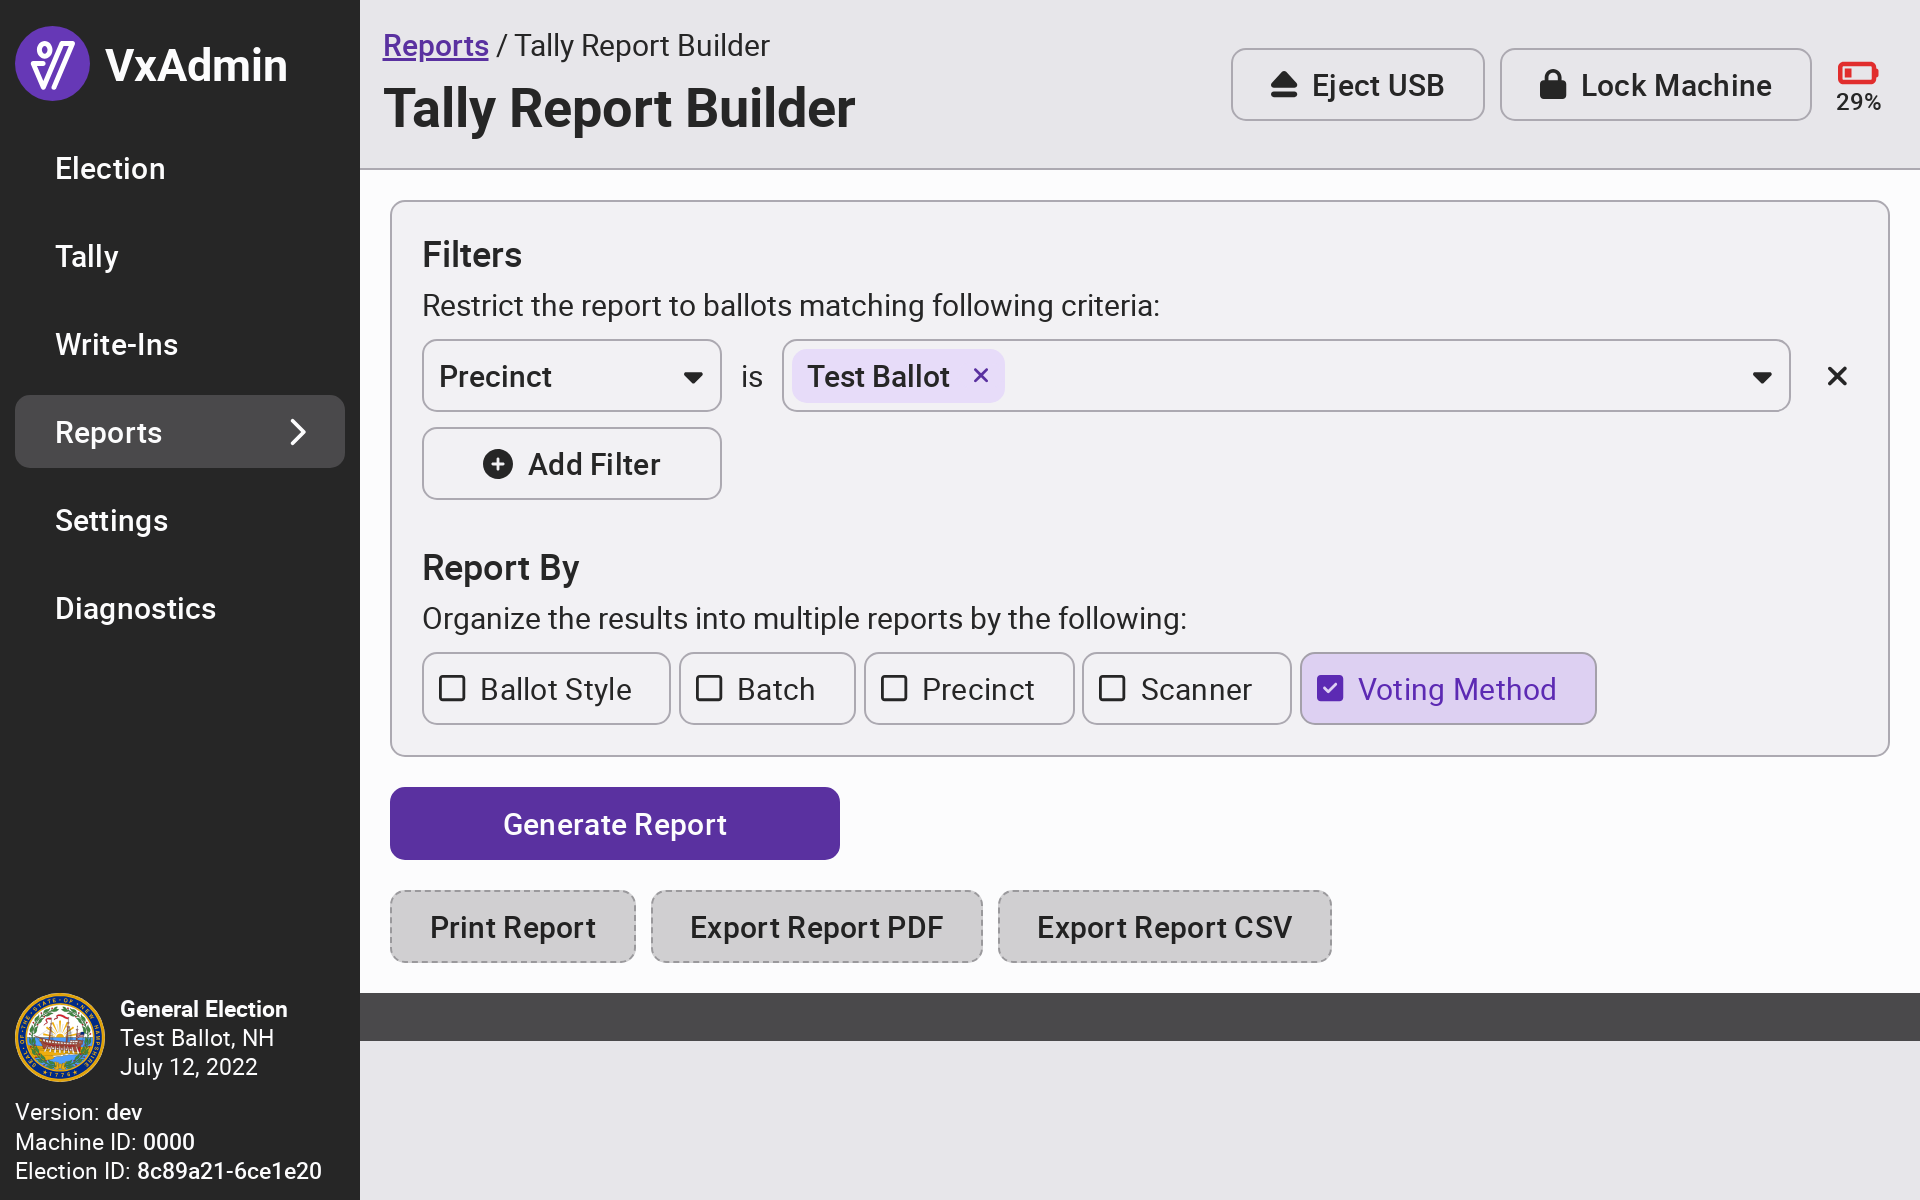 VxAdmin
Election
Tally
Write-Ins
Reports
Settings
Diagnostics
General Election
Test Ballot, NH
July 12, 2022
Version: dev
Machine ID: 0000
Election ID: 8c89a21-6ce1e20
Reports / Tally Report Builder
Tally Report Builder
Eject USB
Lock Machine
29%
Filters
Restrict the report to ballots matching following criteria:
Precinct
is
Test Ballot
Add Filter
Report By
Organize the results into multiple reports by the following:
Ballot Style
Batch
Precinct
Scanner
Voting Method
Generate Report
Print Report
Export Report PDF
Export Report CSV